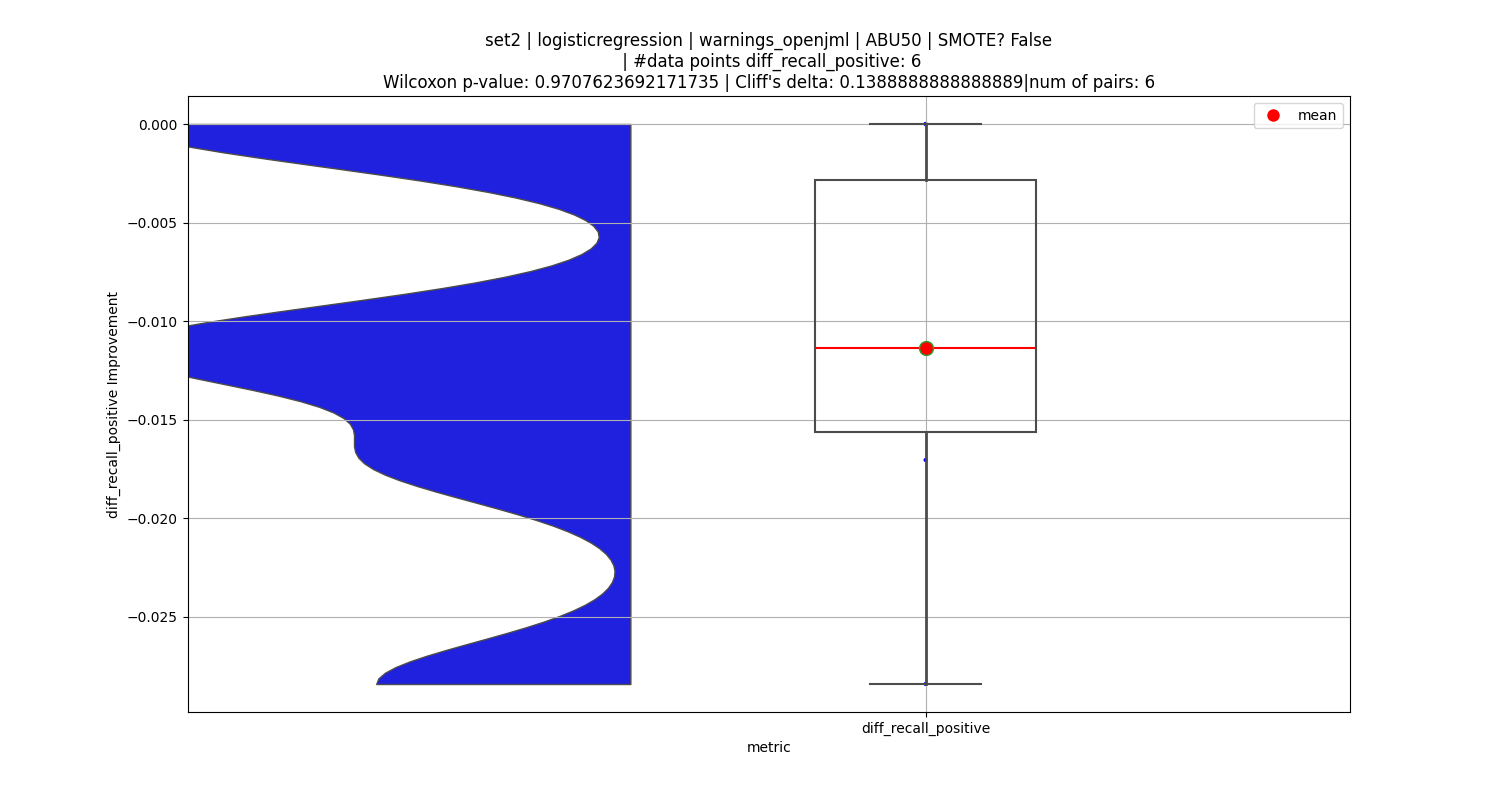 set2 | logisticregression | warnings_openjml | ABU50 | SMOTE? False
| #data points diff_recall_positive: 6
Wilcoxon p-value: 0.9707623692171735 | Cliff's delta: 0.1388888888888889|num of pairs: 6
mean
0.000
−0.005
−0.010
−0.015
−0.020
−0.025
diff_recall_positive Improvement
diff_recall_positive
metric